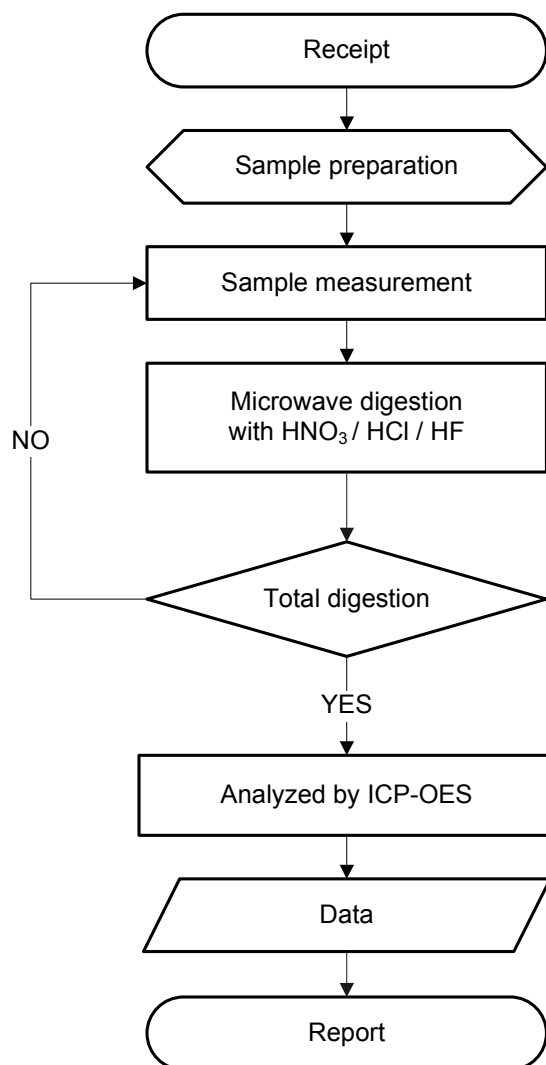 Receipt
Sample preparation
Sample measurement
Microwave digestion
with HNO₃ / HCl / HF
NO
Total digestion
YES
Analyzed by ICP-OES
Data
Report